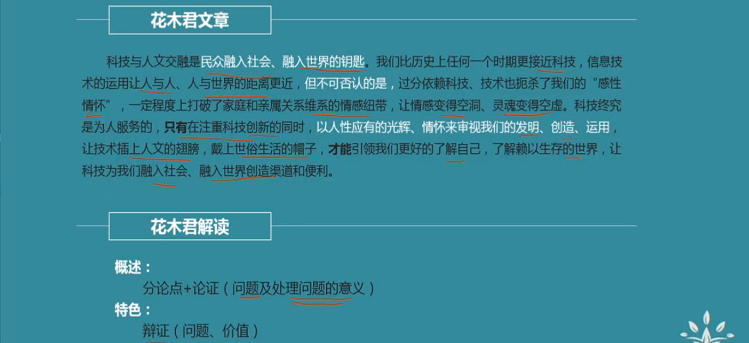 花木君文章
科技与人文交融是民众融入社会、融入世界的钥匙。我们比历史上任何一个时期更接近科技，信息技
术的运用让人与人、人与世界的距离更近，但不可否认的是，过分依赖科技、技术也扼杀了我们的“感性
情怀”，一定程度上打破了家庭和亲属关系维系的情感纽带，让情感变得空洞、灵魂变得空虚。科技终究
是为人服务的，只有在注重科技创新的同时，以人性应有的光辉、情怀来审视我们的发明、创造、运用，
让技术插上人文的翅膀，戴上世俗生活的帽子，才能引领我们更好的了解自己，了解赖以生存的世界，让
科技为我们融入社会、融入世界创造渠道和便利。
花木君解读
概述：
分论点+论证（问题及处理问题的意义）
特色：
辩证（问题、价值）